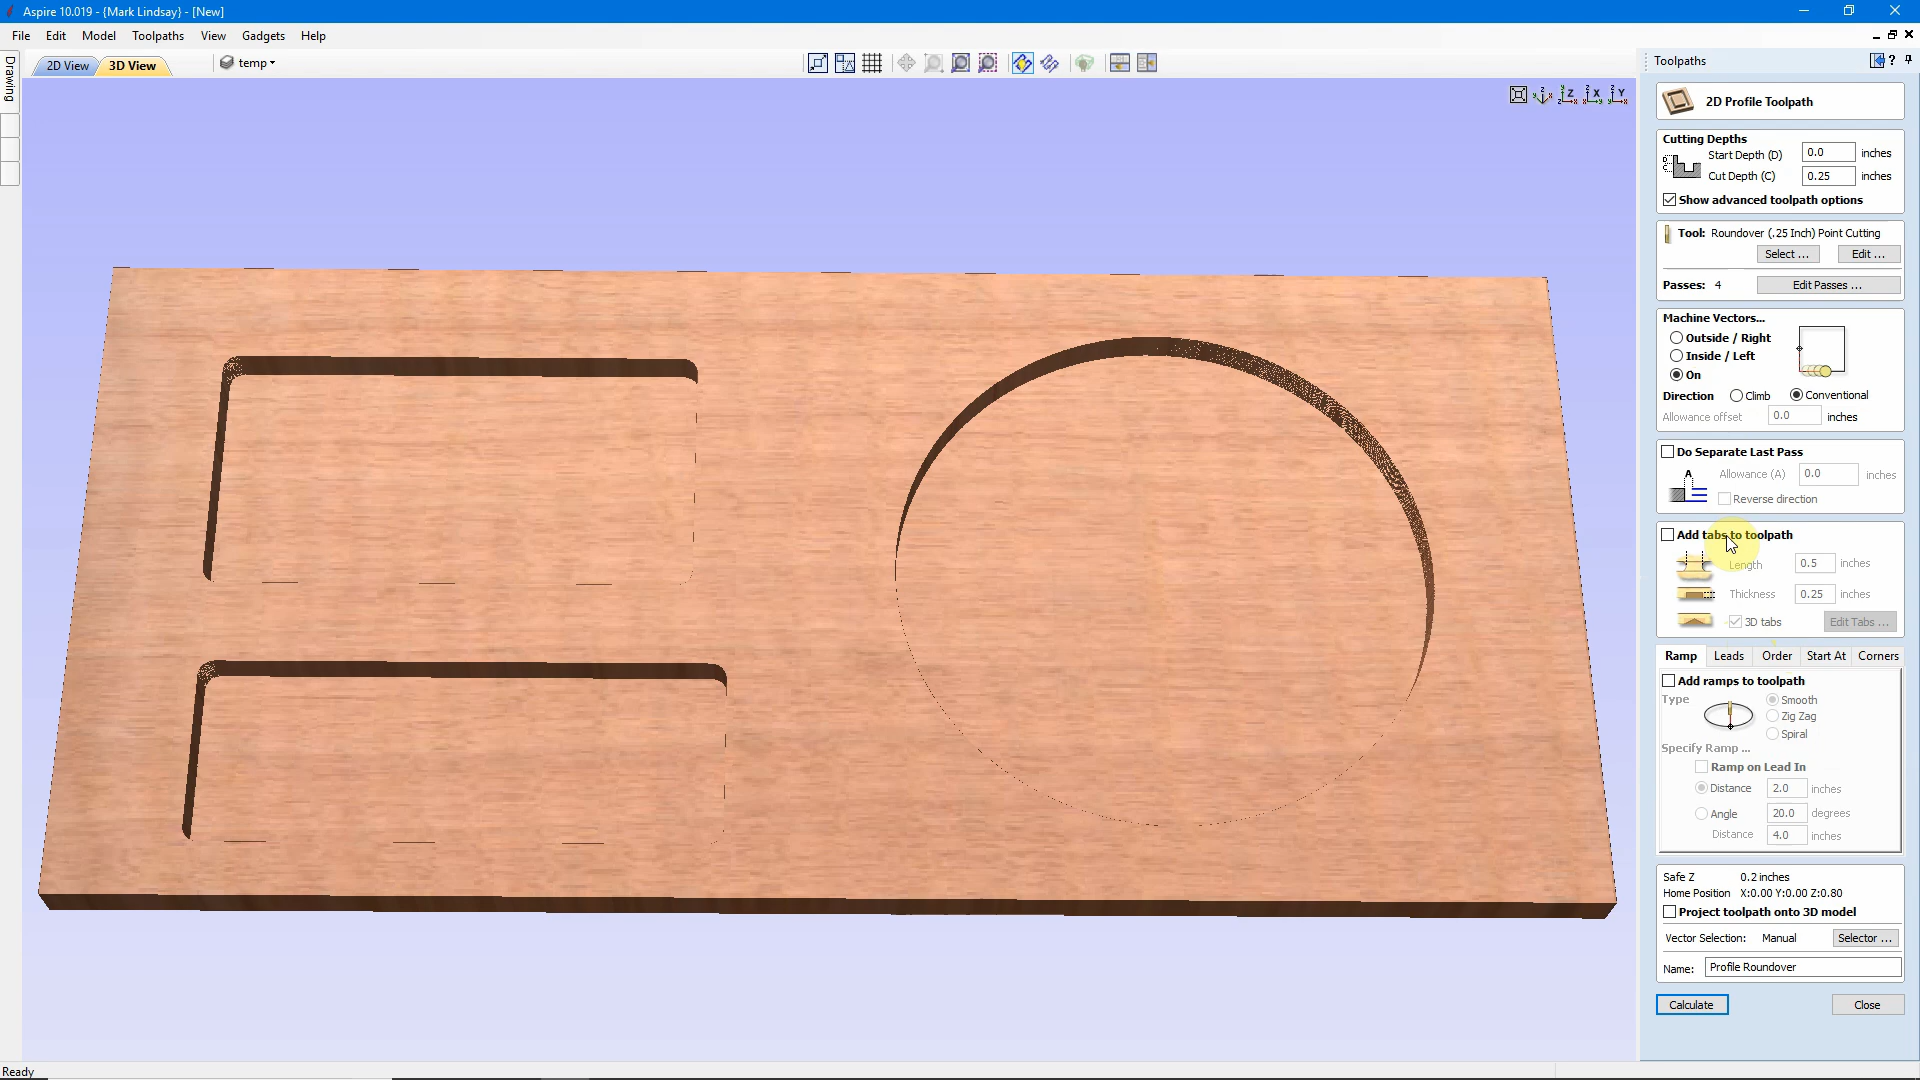 Aspire 10.019 - {Mark Lindsay} - [New]
File Edit Model Toolpaths View Gadgets Help
Drawing
2D View 3D View temp
Toolpaths
2D Profile Toolpath
Cutting Depths
Start Depth (D) 0.0 inches
Cut Depth (C) 0.25 inches
Show advanced toolpath options
Tool: Roundover (.25 Inch) Point Cutting
Select ... Edit ...
Passes: 4 Edit Passes ...
Machine Vectors...
Outside / Right
Inside / Left
On
Direction Climb Conventional
Allowance offset 0.0 inches
Do Separate Last Pass
A Allowance (A) 0.0 inches
Reverse direction
Add tabs to toolpath
Length 0.5 inches
Thickness 0.25 inches
3D tabs Edit Tabs ...
Ramp Leads Order Start At Corners
Add ramps to toolpath
Type Smooth
Zig Zag
Spiral
Specify Ramp ...
Ramp on Lead In
Distance 2.0 inches
Angle 20.0 degrees
Distance 4.0 inches
Safe Z 0.2 inches
Home Position X:0.00 Y:0.00 Z:0.80
Project toolpath onto 3D model
Vector Selection: Manual Selector ...
Name: Profile Roundover
Calculate Close
Ready